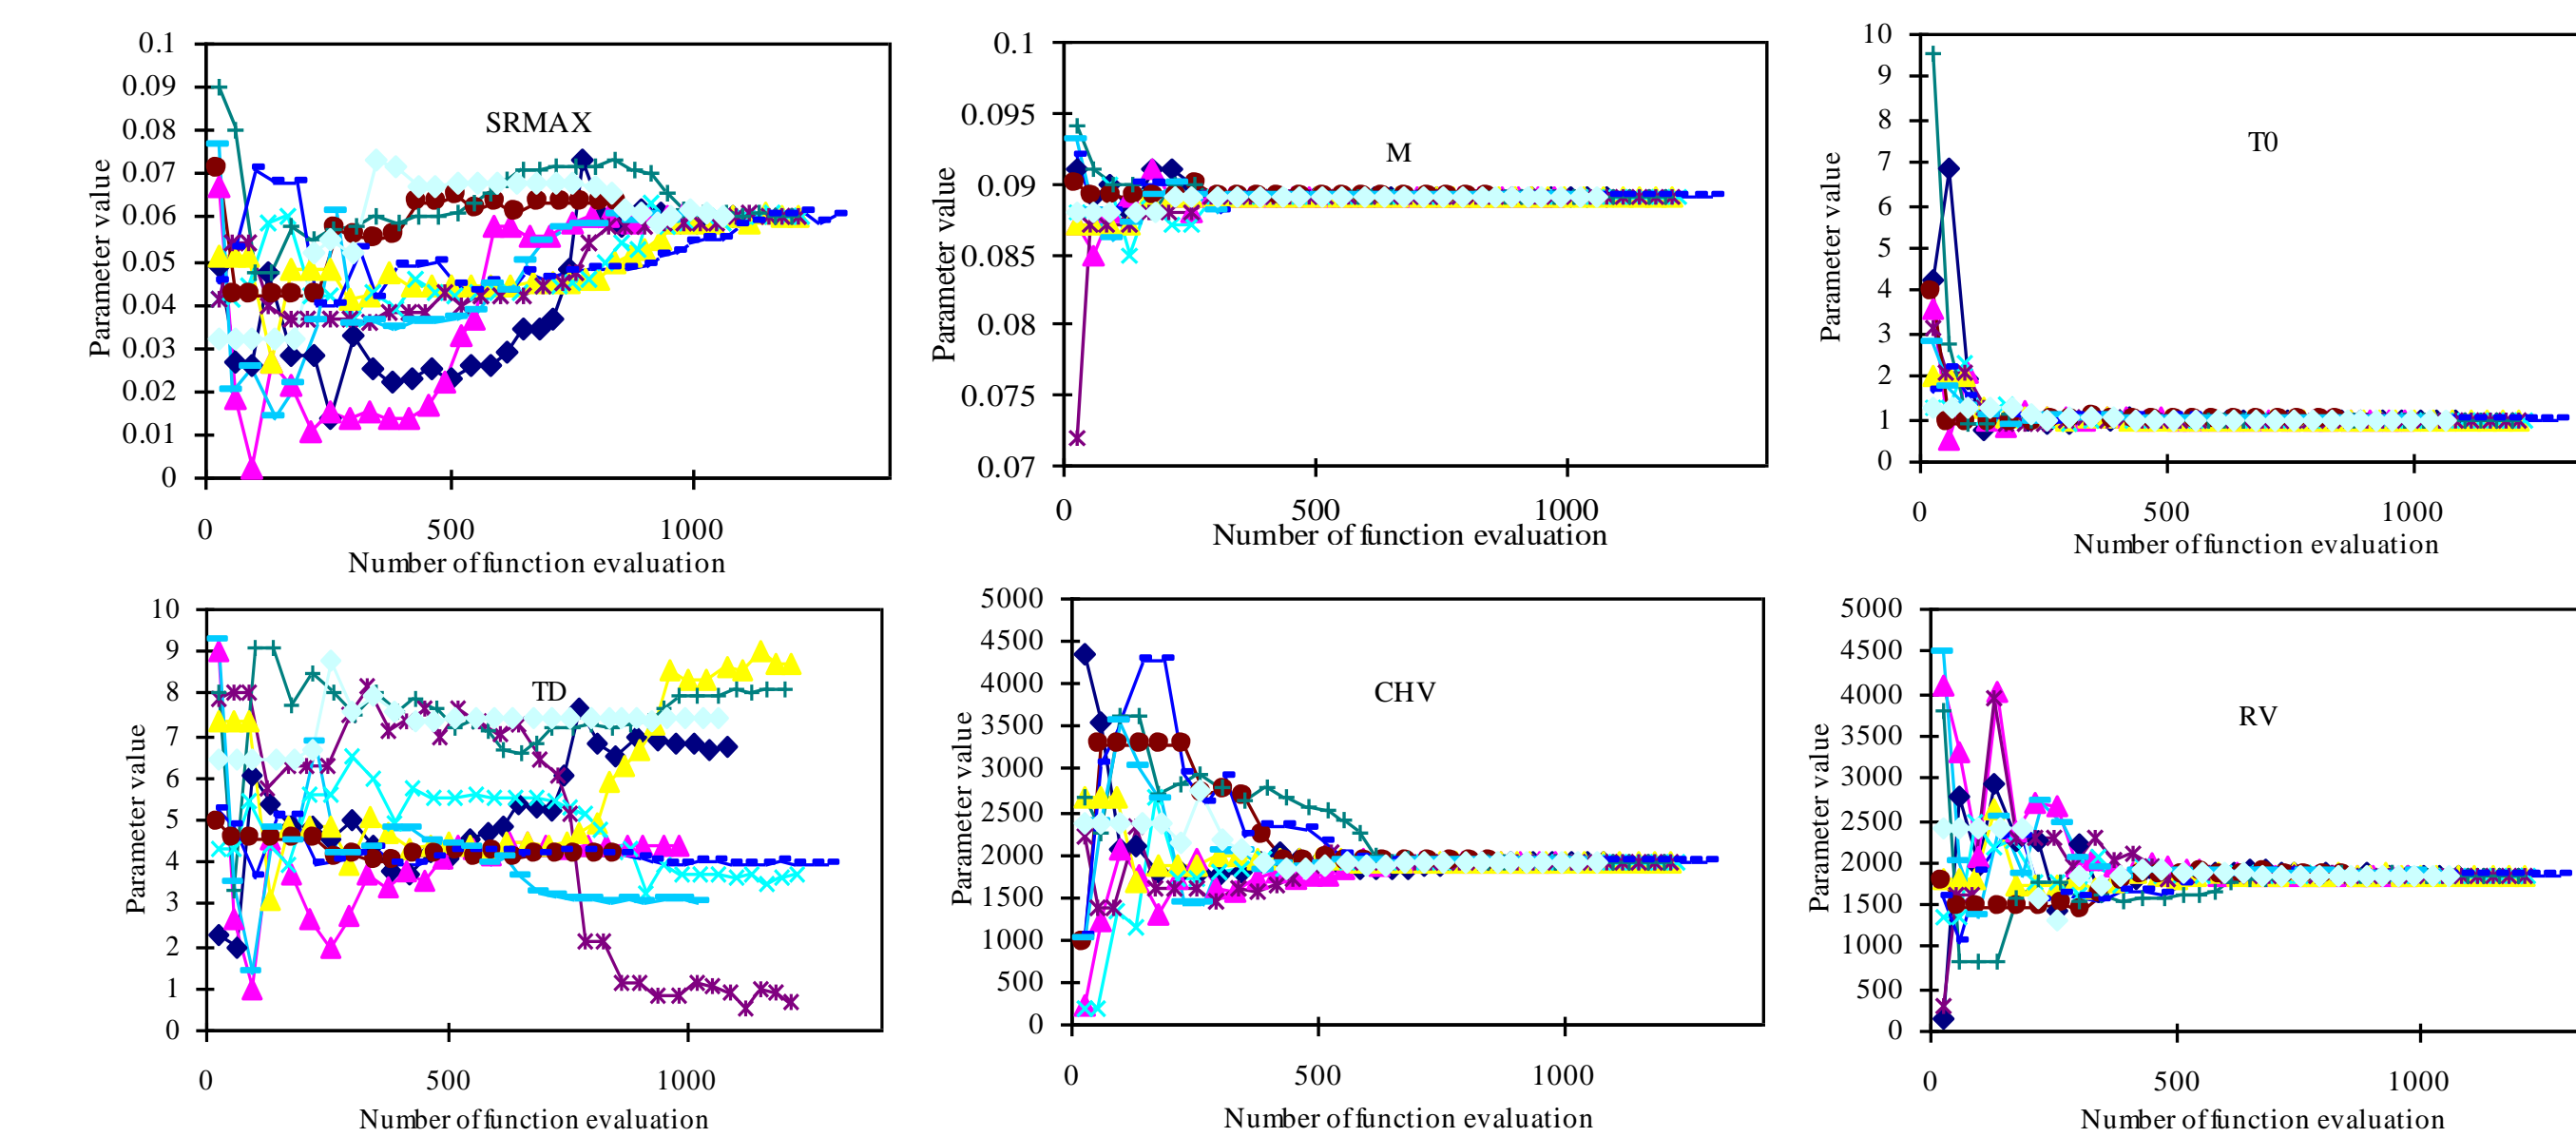 0.1
0.09
0.08
0.07
0.06
0.05
0.04
0.03
0.02
0.01
0
Parameter value
SRMAX
0 500 1000
Number of function evaluation
0.1
0.095
0.09
0.085
0.08
0.075
0.07
Parameter value
M
0 500 1000
Number of function evaluation
10
9
8
7
6
5
4
3
2
1
0
Parameter value
T0
0 500 1000
Number of function evaluation
10
9
8
7
6
5
4
3
2
1
0
Parameter value
TD
0 500 1000
Number of function evaluation
5000
4500
4000
3500
3000
2500
2000
1500
1000
500
0
Parameter value
CHV
0 500 1000
Number of function evaluation
5000
4500
4000
3500
3000
2500
2000
1500
1000
500
0
Parameter value
RV
0 500 1000
Number of function evaluation